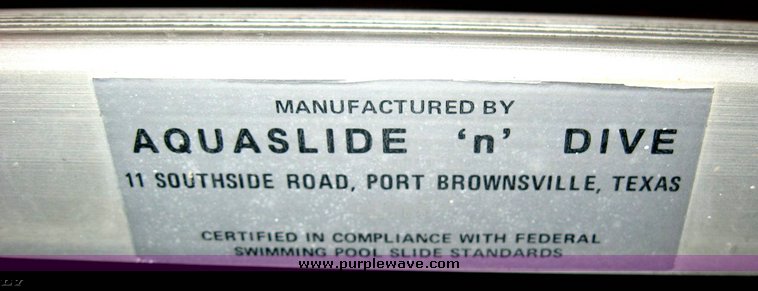 MANUFACTURED BY
AQUASLIDE 'n' DIVE
11 SOUTHSIDE ROAD, PORT BROWNSVILLE, TEXAS
CERTIFIED IN COMPLIANCE WITH FEDERAL
SWIMMING POOL SLIDE STANDARDS
www.purplewave.com
LY